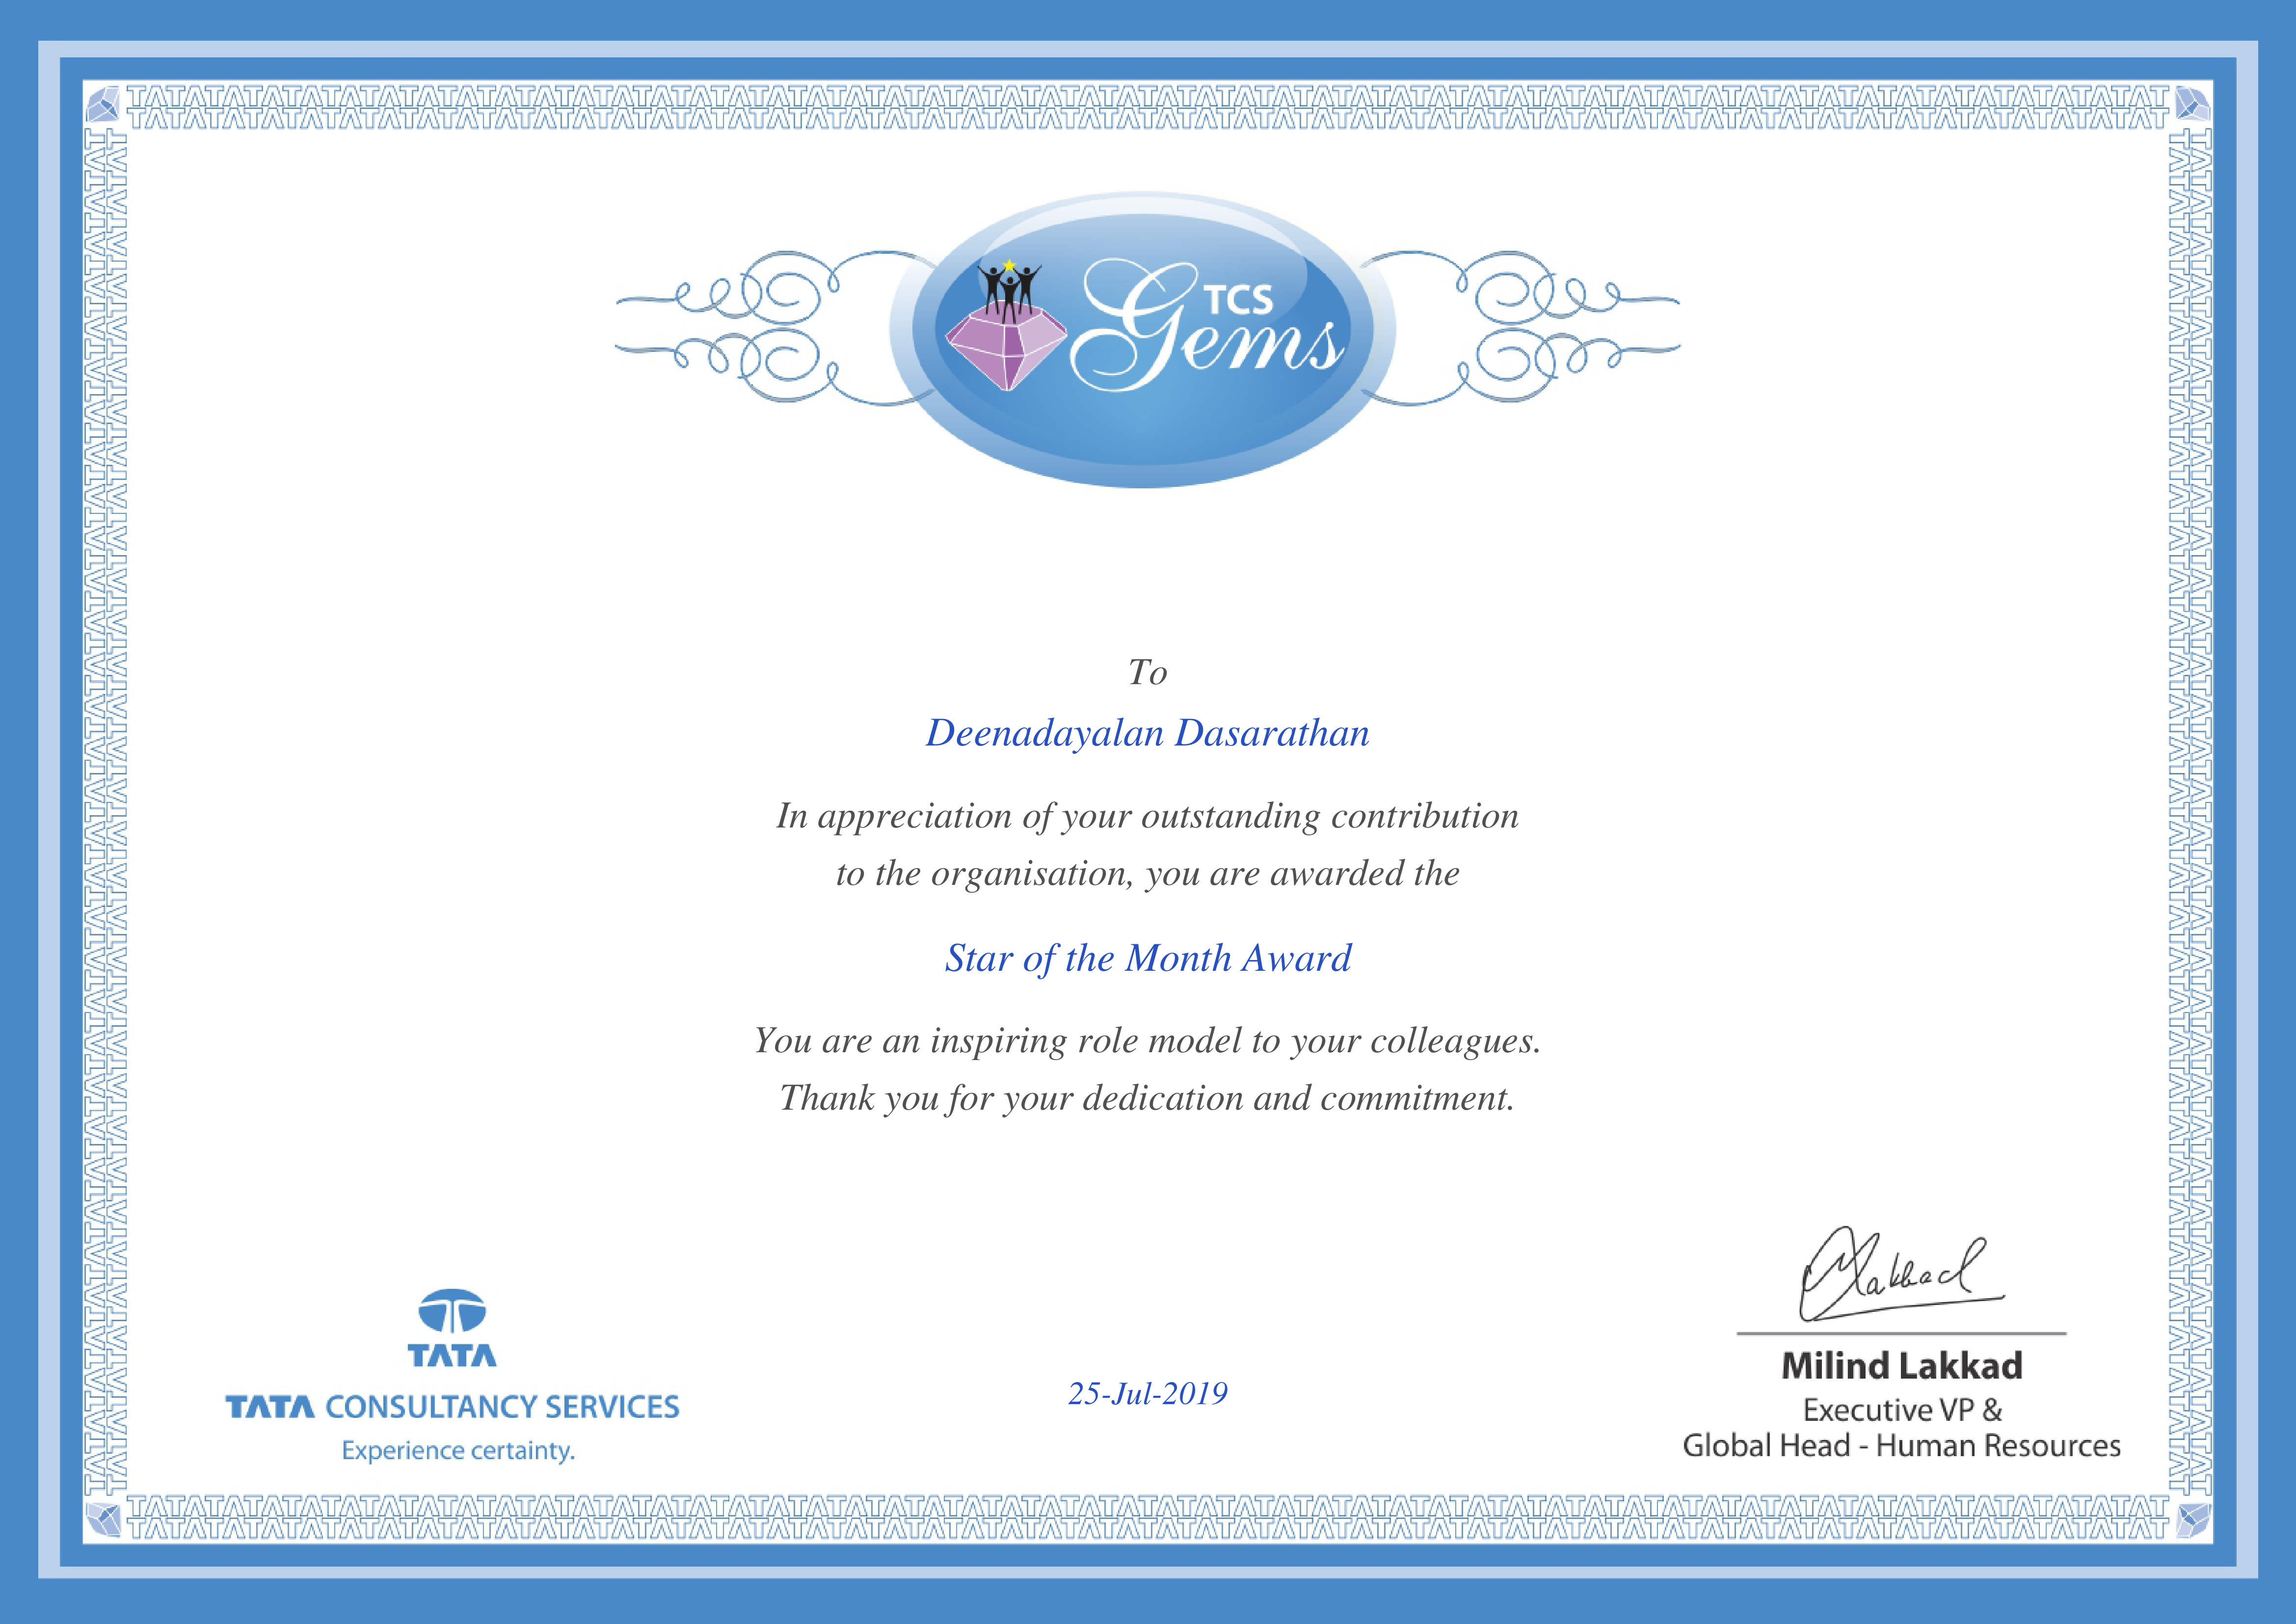 TCS
Gems
To
Deenadayalan Dasarathan
In appreciation of your outstanding contribution
to the organisation, you are awarded the
Star of the Month Award
You are an inspiring role model to your colleagues.
Thank you for your dedication and commitment.
TATA
TATA CONSULTANCY SERVICES
Experience certainty.
25-Jul-2019
Lakkad
Milind Lakkad
Executive VP &
Global Head - Human Resources